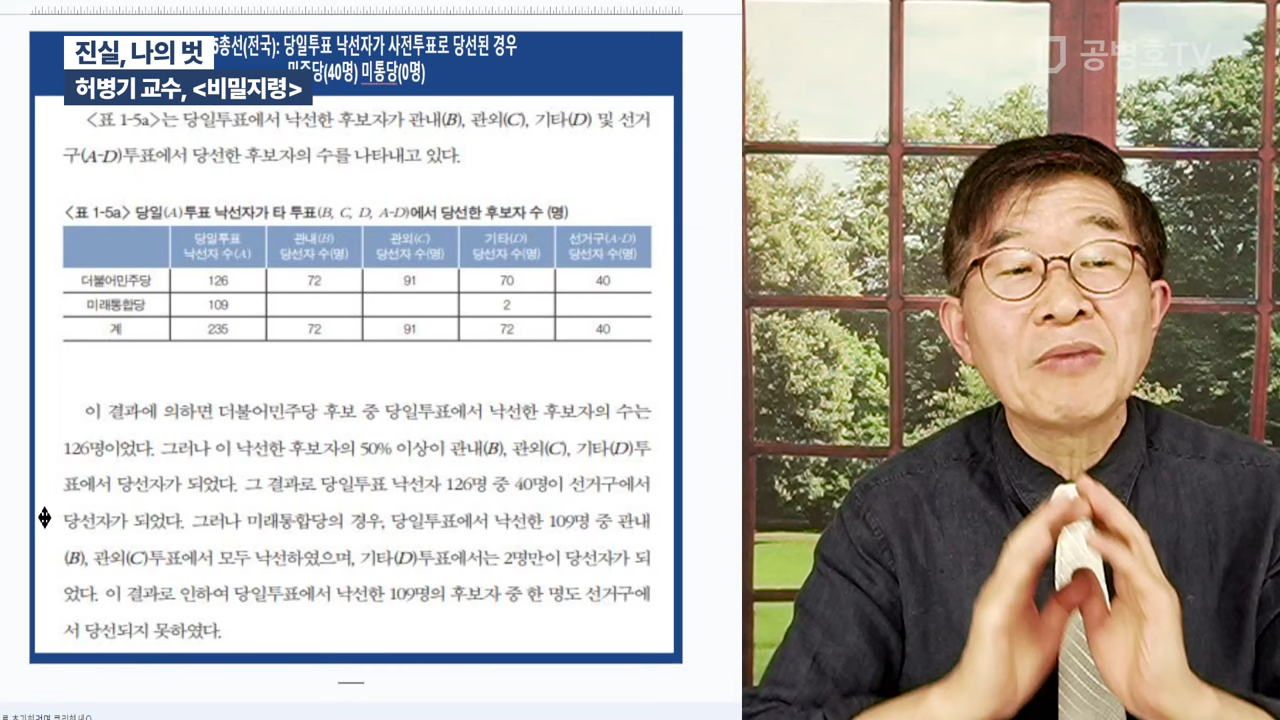 5총선(전국): 당일투표 낙선자가 사전투표로 당선된 경우
민주당(40명) 미통당(0명)
진실, 나의 벗
허병기 교수, <비밀지령>
공병호TV
<표 1-5a>는 당일투표에서 낙선한 후보자가 관내(B), 관외(C), 기타(D) 및 선거
구(A-D)투표에서 당선한 후보자의 수를 나타내고 있다.
<표 1-5a> 당일(A)투표 낙선자가 타 투표(B, C, D, A-D)에서 당선한 후보자 수 (명)
당일투표 낙선자 수(A) 관내(B) 당선자 수(명) 관외(C) 당선자 수(명) 기타(D) 당선자 수(명) 선거구(A-D) 당선자 수(명)
더불어민주당 126 72 91 70 40
미래통합당 109 2
계 235 72 91 72 40
이 결과에 의하면 더불어민주당 후보 중 당일투표에서 낙선한 후보자의 수는
126명이었다. 그러나 이 낙선한 후보자의 50% 이상이 관내(B), 관외(C), 기타(D)투
표에서 당선자가 되었다. 그 결과로 당일투표 낙선자 126명 중 40명이 선거구에서
당선자가 되었다. 그러나 미래통합당의 경우, 당일투표에서 낙선한 109명 중 관내
(B), 관외(C)투표에서 모두 낙선하였으며, 기타(D)투표에서는 2명만이 당선자가 되
었다. 이 결과로 인하여 당일투표에서 낙선한 109명의 후보자 중 한 명도 선거구에
서 당선되지 못하였다.